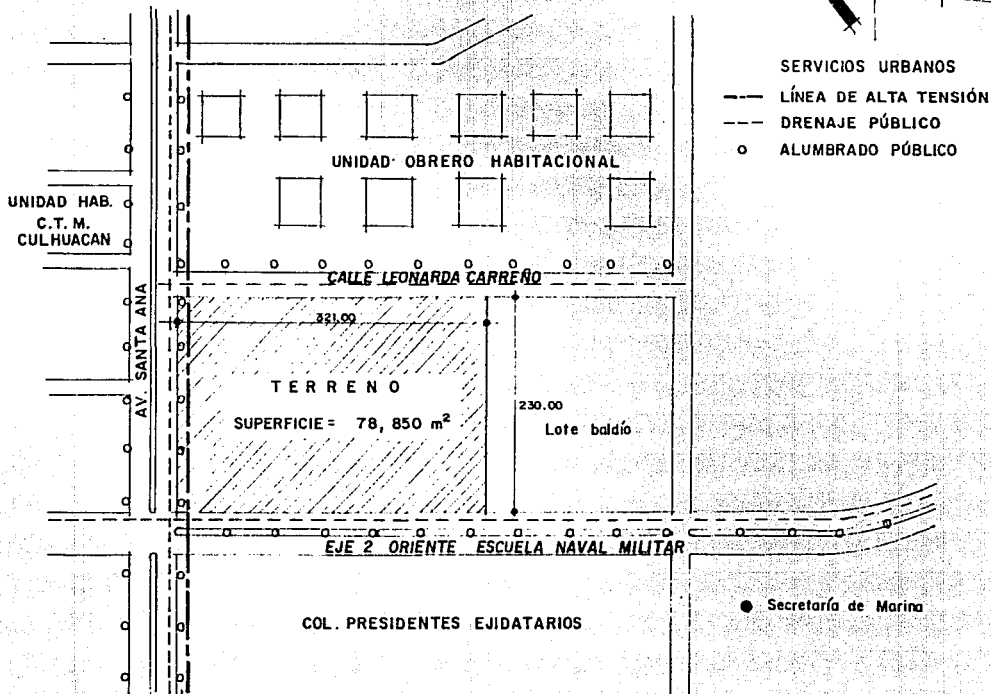 SERVICIOS URBANOS
LÍNEA DE ALTA TENSIÓN
DRENAJE PÚBLICO
ALUMBRADO PÚBLICO
UNIDAD OBRERO HABITACIONAL
UNIDAD HAB.
C.T.M.
CULHUACAN
CALLE LEONARDA CARREÑO
AV. SANTA ANA
321.00
TERRENO
SUPERFICIE = 78,850 m²
230.00
Lote baldío
EJE 2 ORIENTE ESCUELA NAVAL MILITAR
Secretaría de Marina
COL. PRESIDENTES EJIDATARIOS